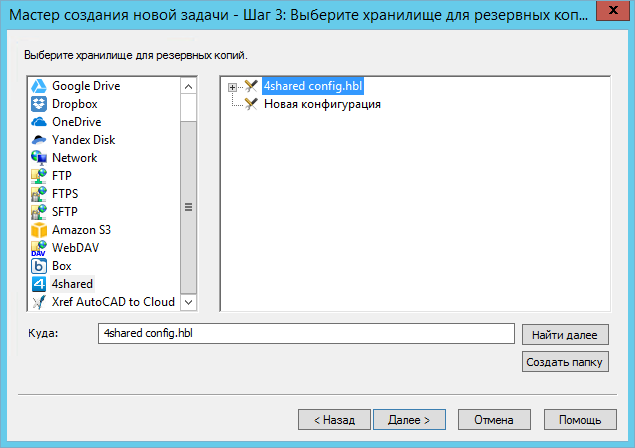 Мастер создания новой задачи - Шаг 3: Выберите хранилище для резервных коп...
x
Выберите хранилище для резервных копий.
Google Drive
Dropbox
OneDrive
Yandex Disk
Network
FTP
FTPS
SFTP
Amazon S3
WebDAV
Box
4shared
Xref AutoCAD to Cloud
4shared config.hbl
Новая конфигурация
Куда:
4shared config.hbl
Найти далее
Создать папку
< Назад
Далее >
Отмена
Помощь